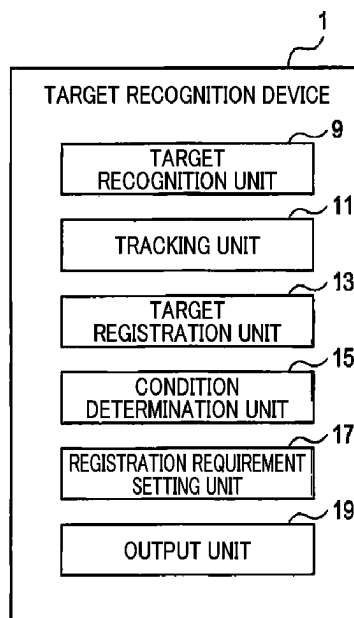 1
TARGET RECOGNITION DEVICE
9
TARGET
RECOGNITION UNIT
11
TRACKING UNIT
13
TARGET
REGISTRATION UNIT
15
CONDITION
DETERMINATION UNIT
17
REGISTRATION REQUIREMENT
SETTING UNIT
19
OUTPUT UNIT